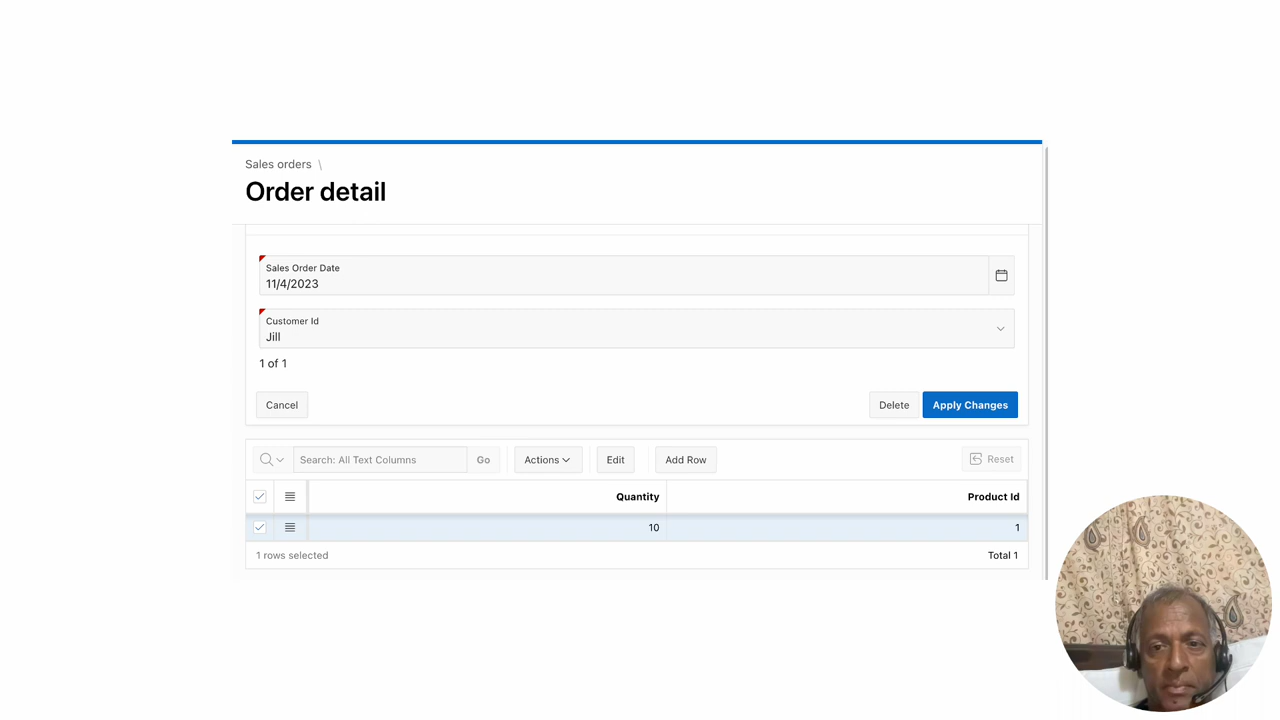 Sales orders \
Order detail
Sales Order Date
11/4/2023
Customer Id
Jill
1 of 1
Cancel Delete Apply Changes
Search: All Text Columns Go Actions Edit Add Row Reset
Quantity Product Id
10 1
1 rows selected Total 1